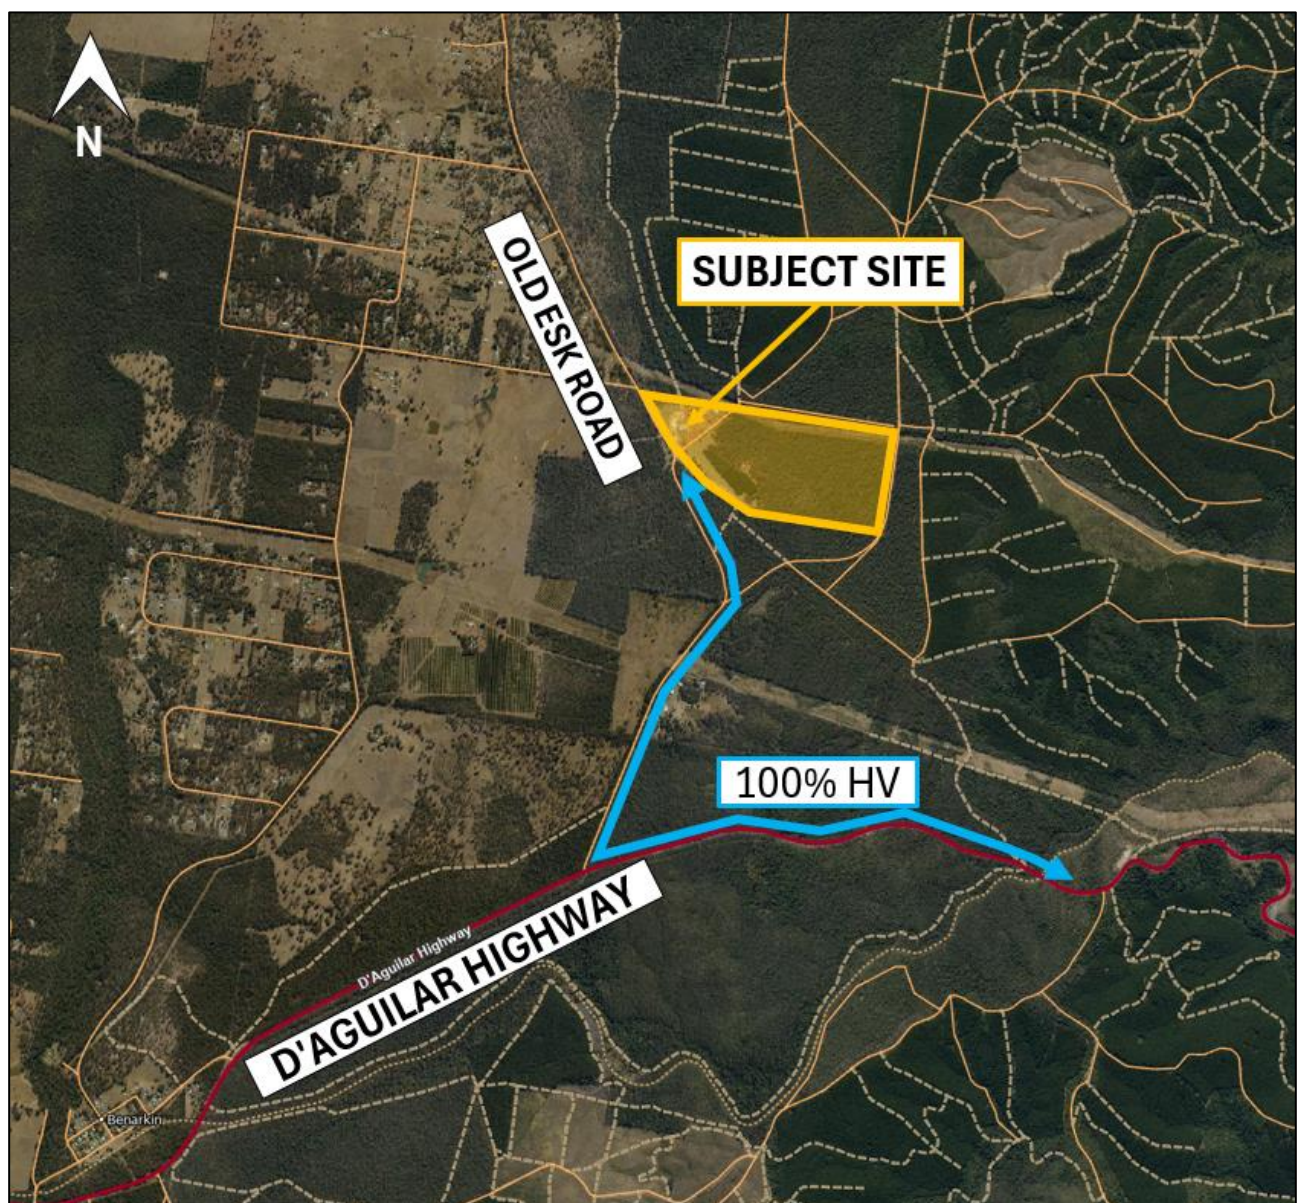 N
OLD ESK ROAD
SUBJECT SITE
100% HV
D'Aguilar Highway
D'AGUILAR HIGHWAY
Benarkin